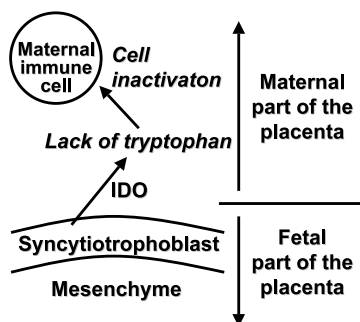 Maternal
immune
cell
Cell
inactivaton
Lack of tryptophan
IDO
Syncytiotrophoblast
Mesenchyme
Maternal
part of the
placenta
Fetal
part of the
placenta